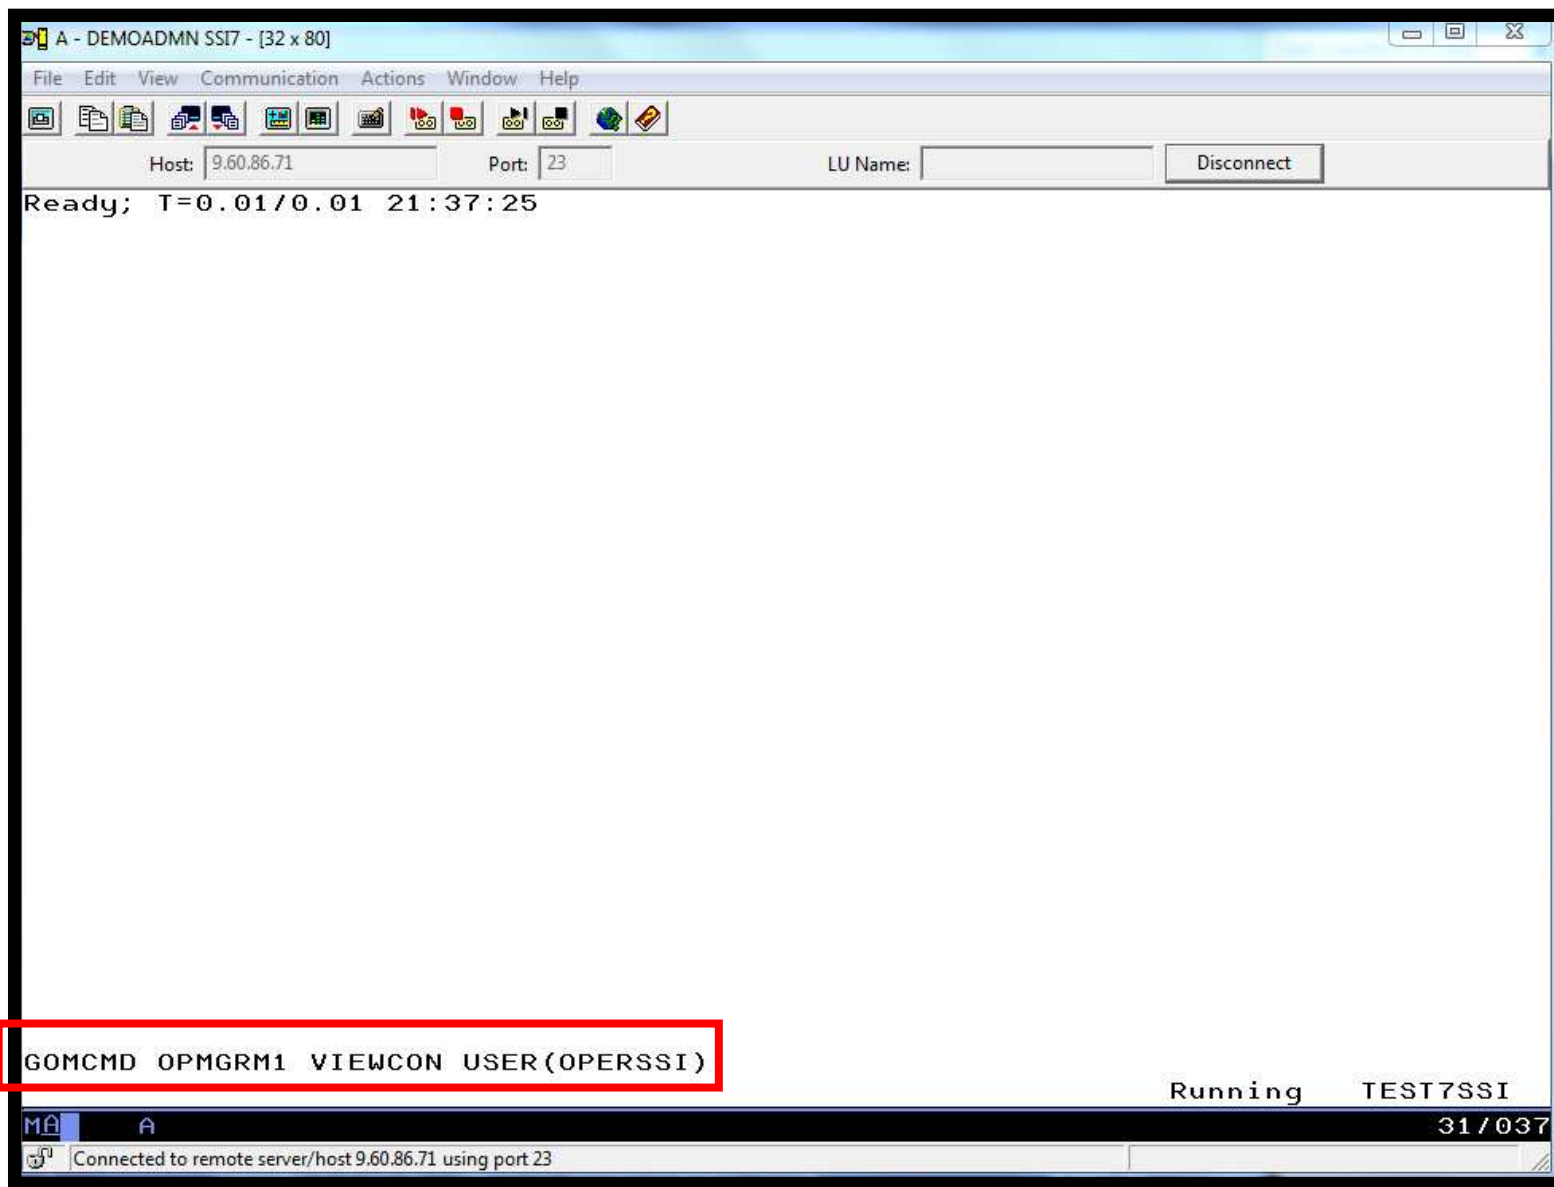 A - DEMOADMN SSI7 - [32 x 80]
File Edit View Communication Actions Window Help
Host: 9.60.86.71 Port: 23 LU Name: Disconnect
Ready; T=0.01/0.01 21:37:25
GOMCMD OPMGRM1 VIEWCON USER(OPERSSI)
Running TEST7SSI
MA A 31/037
Connected to remote server/host 9.60.86.71 using port 23